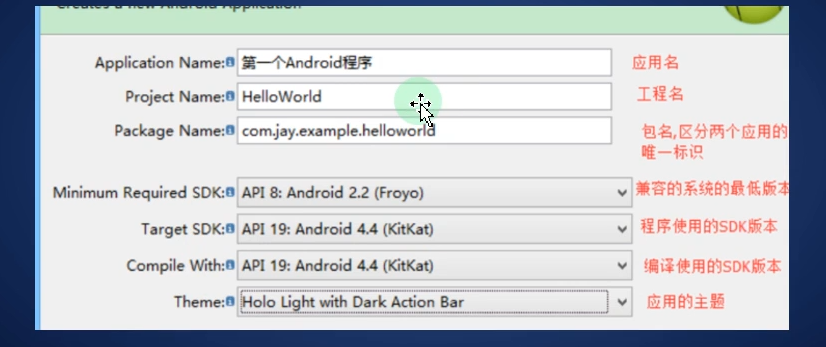 Creates a new Android Application
Application Name: 第一个Android程序 应用名
Project Name: HelloWorld 工程名
Package Name: com.jay.example.helloworld 包名,区分两个应用的
唯一标识
Minimum Required SDK: API 8: Android 2.2 (Froyo) 兼容的系统的最低版本
Target SDK: API 19: Android 4.4 (KitKat) 程序使用的SDK版本
Compile With: API 19: Android 4.4 (KitKat) 编译使用的SDK版本
Theme: Holo Light with Dark Action Bar 应用的主题